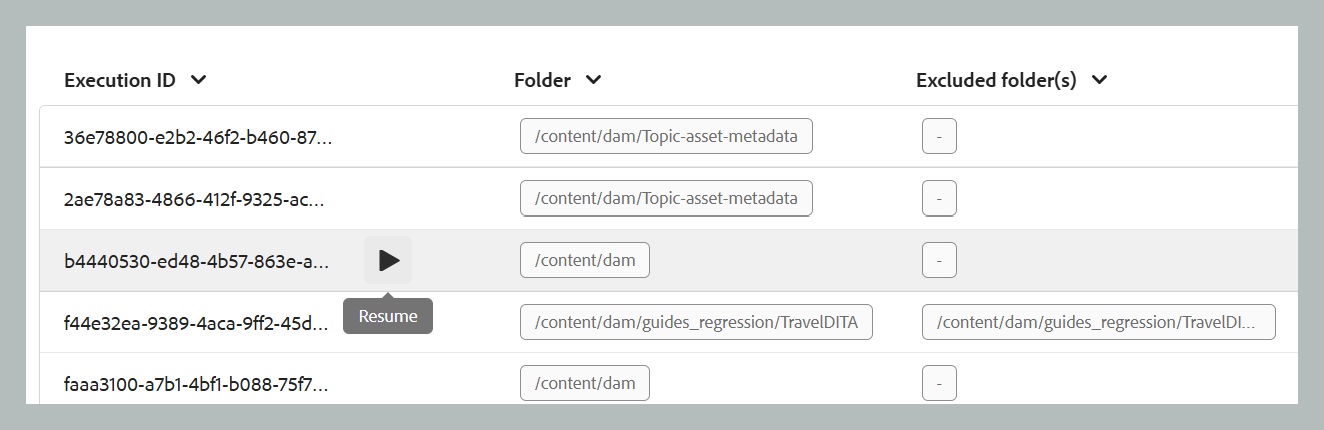 Execution ID Folder Excluded folder(s)
36e78800-e2b2-46f2-b460-87... /content/dam/Topic-asset-metadata -
2ae78a83-4866-412f-9325-ac... /content/dam/Topic-asset-metadata -
b4440530-ed48-4b57-863e-a... /content/dam -
Resume
f44e32ea-9389-4aca-9ff2-45d... /content/dam/guides_regression/TravelDITA /content/dam/guides_regression/TravelDI...
faaa3100-a7b1-4bf1-b088-75f7... /content/dam -